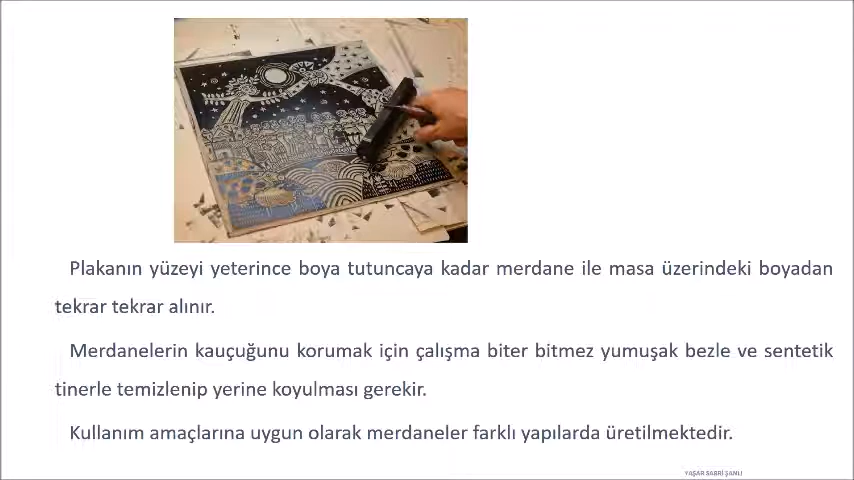 Plakanın yüzeyi yeterince boya tutuncaya kadar merdane ile masa üzerindeki boyadan
tekrar tekrar alınır.
Merdanelerin kauçuğunu korumak için çalışma biter bitmez yumuşak bezle ve sentetik
tinerle temizlenip yerine koyulması gerekir.
Kullanım amaçlarına uygun olarak merdaneler farklı yapılarda üretilmektedir.
YAŞAR SABRİ ŞANLI